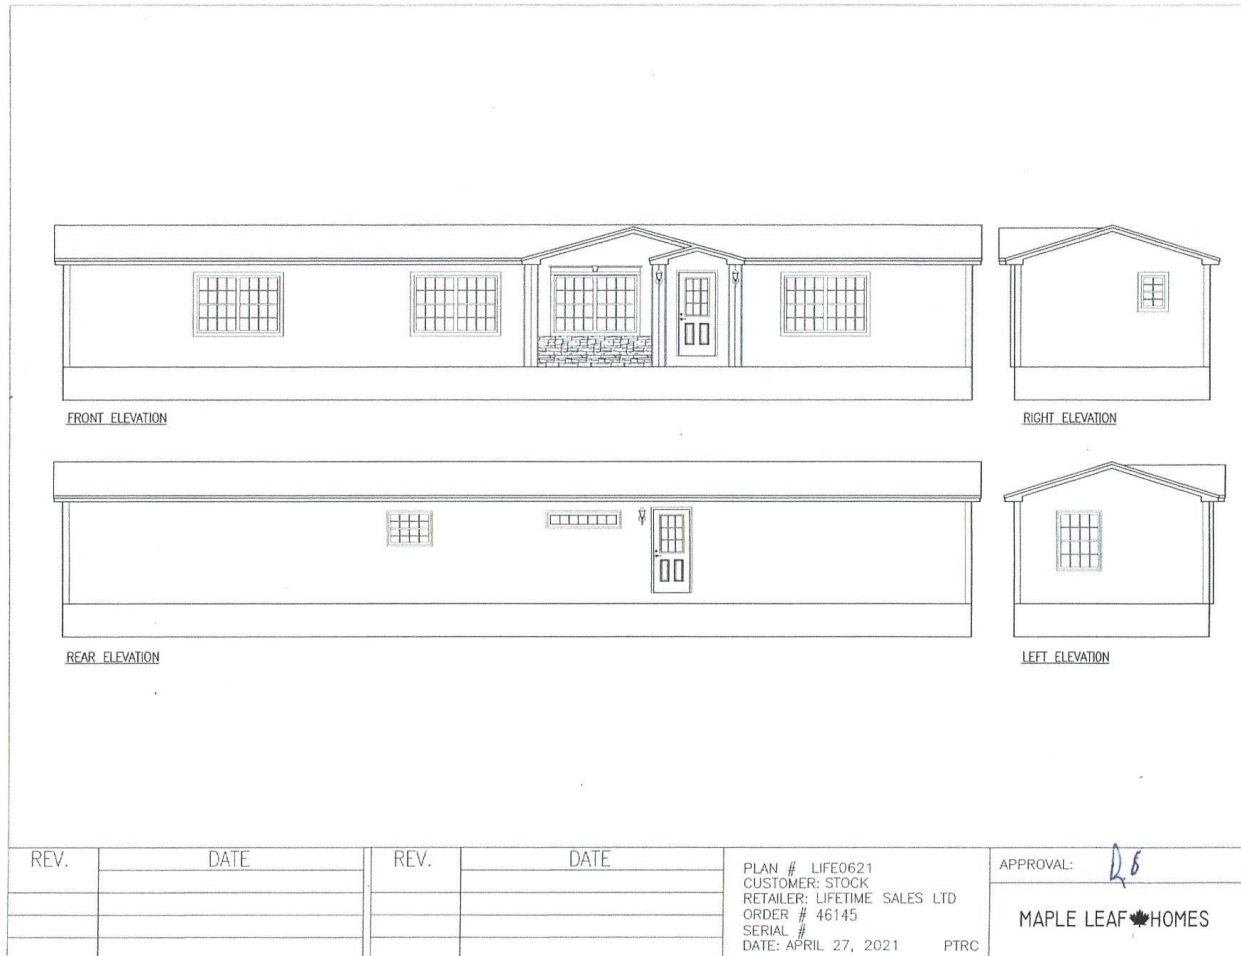 FRONT ELEVATION
RIGHT ELEVATION
REAR ELEVATION
LEFT ELEVATION
REV.
DATE
REV.
DATE
PLAN # LIFE0621
CUSTOMER: STOCK
RETAILER: LIFETIME SALES LTD
ORDER # 46145
SERIAL #
DATE: APRIL 27, 2021 PTRC
APPROVAL:
MAPLE LEAF HOMES